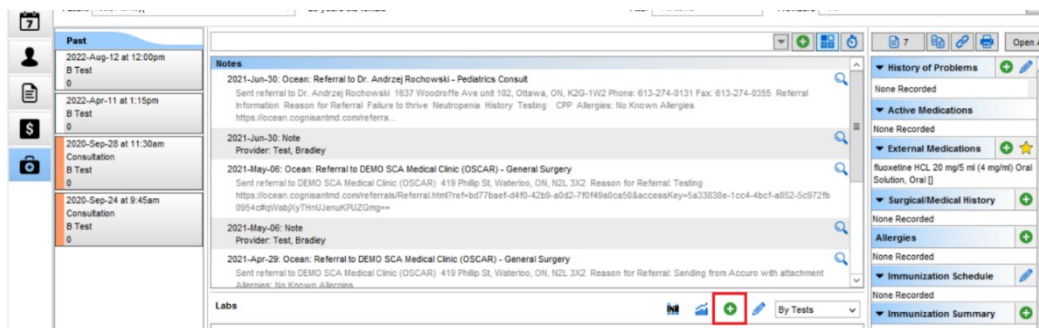 7
Past
2022-Aug-12 at 12:00pm
B Test
0
2022-Apr-11 at 1:15pm
B Test
0
2020-Sep-28 at 11:30am
Consultation
B Test
0
2020-Sep-24 at 9:45am
Consultation
B Test
0
Notes
2021-Jun-30: Ocean: Referral to Dr. Andrzej Rochowski - Pediatrics Consult
Sent referral to Dr. Andrzej Rochowski 1637 Woodroffe Ave unit 102, Ottawa, ON, K2G-1W2 Phone: 613-274-0131 Fax: 613-274-0355 Referral
Information Reason for Referral Failure to thrive Neutropenia History Testing CPP Allergies: No Known Allergies
https://ocean.cognisantmd.com/referra...
2021-Jun-30: Note
Provider: Test, Bradley
2021-May-06: Ocean: Referral to DEMO SCA Medical Clinic (OSCAR) - General Surgery
Sent referral to DEMO SCA Medical Clinic (OSCAR) 419 Philip St, Waterloo, ON, N2L 3X2 Reason for Referral: Testing
https://ocean.cognisantmd.com/referrals/Referral.html?ref=bd77baef-d4f0-42b9-a0d2-7f0f49a0ca50&accessKey=5a33838e-1cc4-4bcf-a852-5c972fb
0954c#qWabjXyTHnUJenuKPUZGmg==
2021-May-06: Note
Provider: Test, Bradley
2021-Apr-29: Ocean: Referral to DEMO SCA Medical Clinic (OSCAR) - General Surgery
Sent referral to DEMO SCA Medical Clinic (OSCAR) 419 Philip St, Waterloo, ON, N2L 3X2 Reason for Referral: Sending from Accuro with attachment
Allergies: No Known Allergies
Labs
By Tests
7
Open
History of Problems
None Recorded
Active Medications
None Recorded
External Medications
fluoxetine HCL 20 mg/5 ml (4 mg/ml) Oral
Solution, Oral []
Surgical/Medical History
None Recorded
Allergies
None Recorded
Immunization Schedule
None Recorded
Immunization Summary